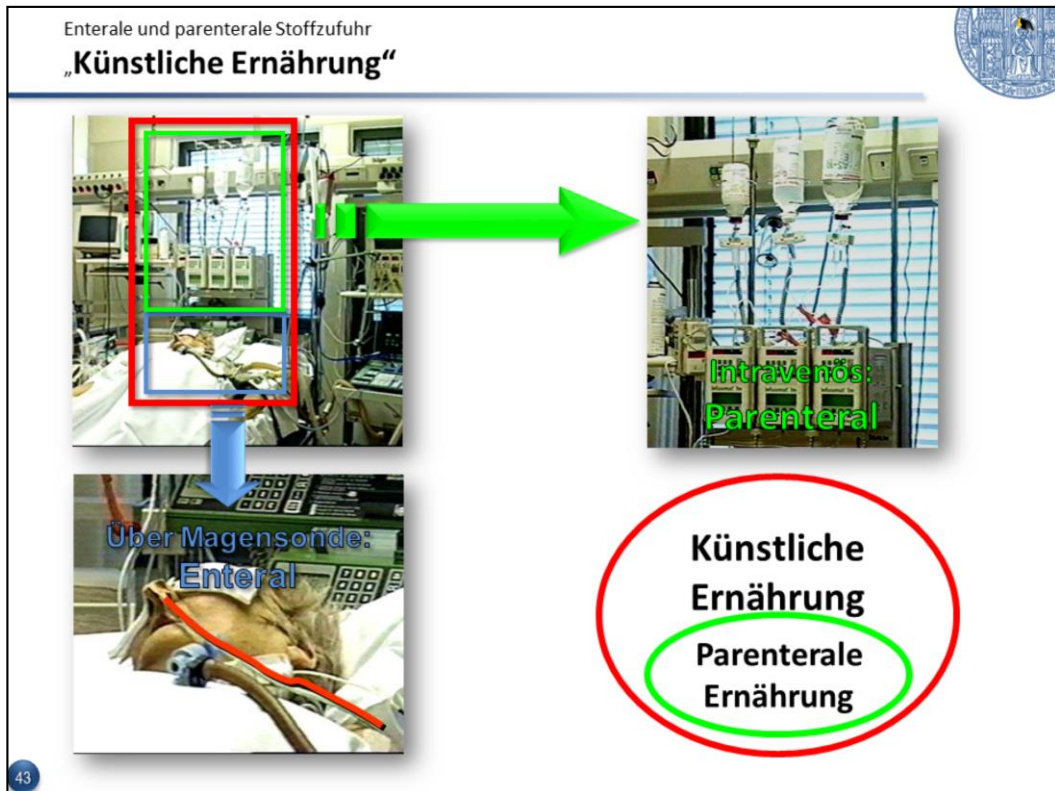 Enterale und parenterale Stoffzufuhr
„Künstliche Ernährung“
Intravenös:
Parenteral
Über Magensonde:
Enteral
Künstliche
Ernährung
Parenterale
Ernährung
43